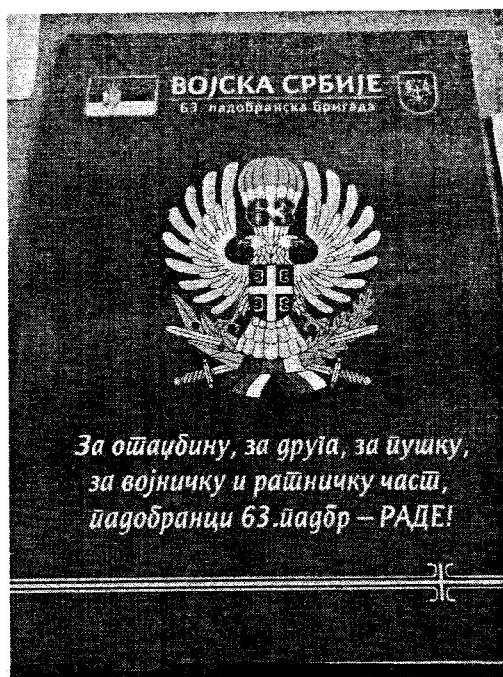 ВОЈСКА СРБИЈЕ
63. падобранска бригада
63
За отаџбину, за друга, за пушку,
за војничку и ратничку част,
падобранци 63.падбр – РАДЕ!